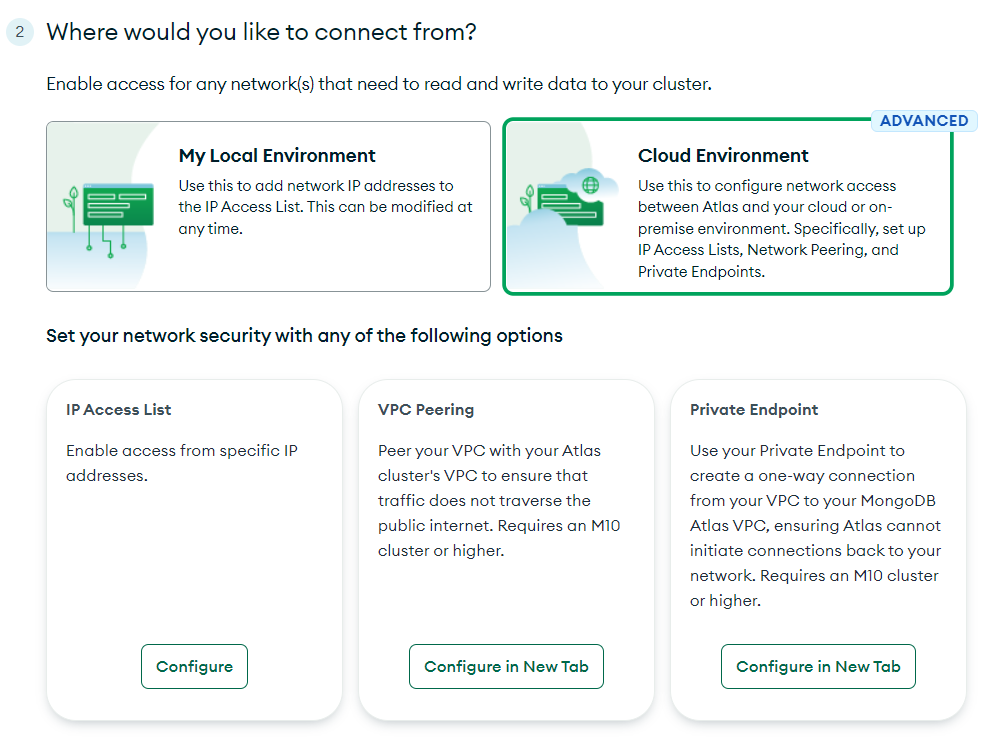 2
Where would you like to connect from?
Enable access for any network(s) that need to read and write data to your cluster.
My Local Environment
Use this to add network IP addresses to
the IP Access List. This can be modified at
any time.
ADVANCED
Cloud Environment
Use this to configure network access
between Atlas and your cloud or on-
premise environment. Specifically, set up
IP Access Lists, Network Peering, and
Private Endpoints.
Set your network security with any of the following options
IP Access List
Enable access from specific IP
addresses.
Configure
VPC Peering
Peer your VPC with your Atlas
cluster's VPC to ensure that
traffic does not traverse the
public internet. Requires an M10
cluster or higher.
Configure in New Tab
Private Endpoint
Use your Private Endpoint to
create a one-way connection
from your VPC to your MongoDB
Atlas VPC, ensuring Atlas cannot
initiate connections back to your
network. Requires an M10 cluster
or higher.
Configure in New Tab